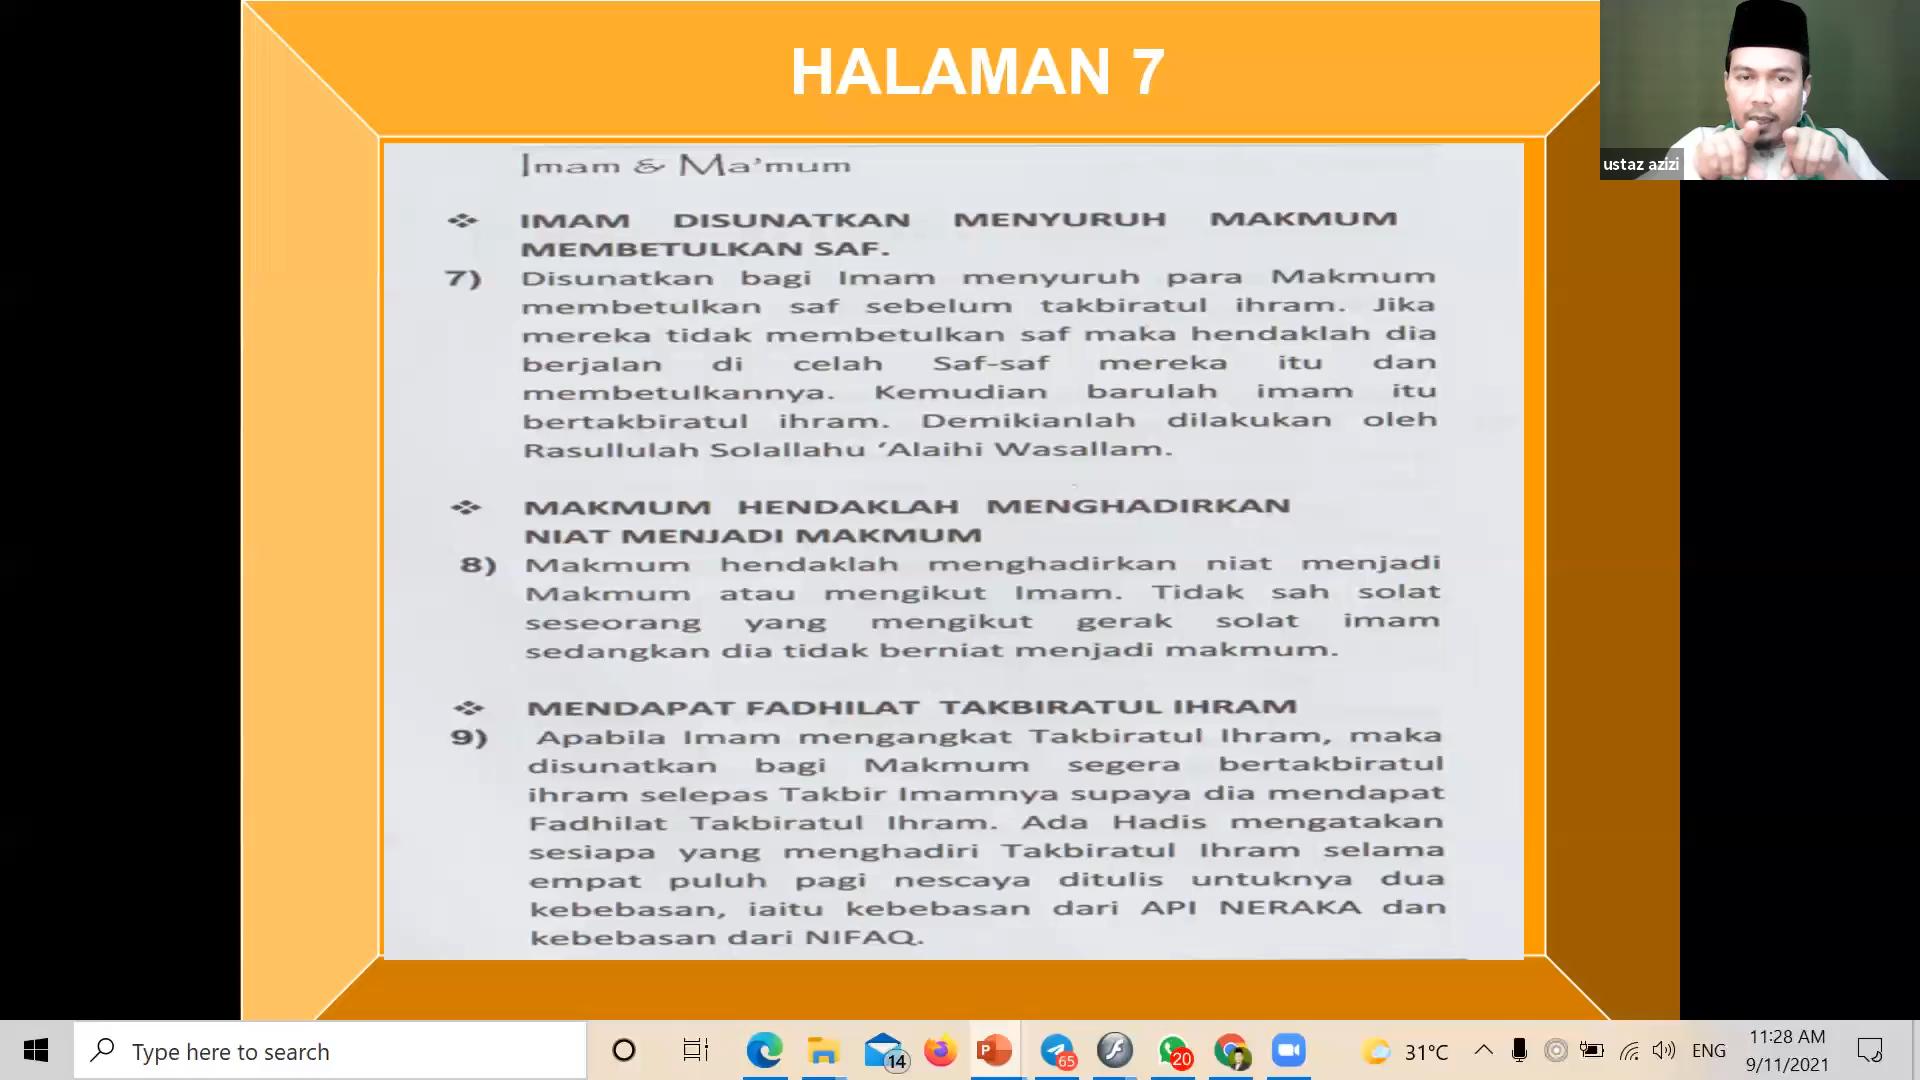 HALAMAN 7
ustaz azizi
Imam & Ma'mum
IMAM DISUNATKAN MENYURUH MAKMUM
MEMBETULKAN SAF.
7) Disunatkan bagi Imam menyuruh para Makmum
membetulkan saf sebelum takbiratul ihram. Jika
mereka tidak membetulkan saf maka hendaklah dia
berjalan di celah Saf-saf mereka itu dan
membetulkannya. Kemudian barulah imam itu
bertakbiratul ihram. Demikianlah dilakukan oleh
Rasullulah Solallahu ‘Alaihi Wasallam.
MAKMUM HENDAKLAH MENGHADIRKAN
NIAT MENJADI MAKMUM
8) Makmum hendaklah menghadirkan niat menjadi
Makmum atau mengikut Imam. Tidak sah solat
seseorang yang mengikut gerak solat imam
sedangkan dia tidak berniat menjadi makmum.
MENDAPAT FADHILAT TAKBIRATUL IHRAM
9) Apabila Imam mengangkat Takbiratul Ihram, maka
disunatkan bagi Makmum segera bertakbiratul
ihram selepas Takbir Imamnya supaya dia mendapat
Fadhilat Takbiratul Ihram. Ada Hadis mengatakan
sesiapa yang menghadiri Takbiratul Ihram selama
empat puluh pagi nescaya ditulis untuknya dua
kebebasan, iaitu kebebasan dari API NERAKA dan
kebebasan dari NIFAQ.
Type here to search
14
65
20
31°C
ENG
11:28 AM
9/11/2021